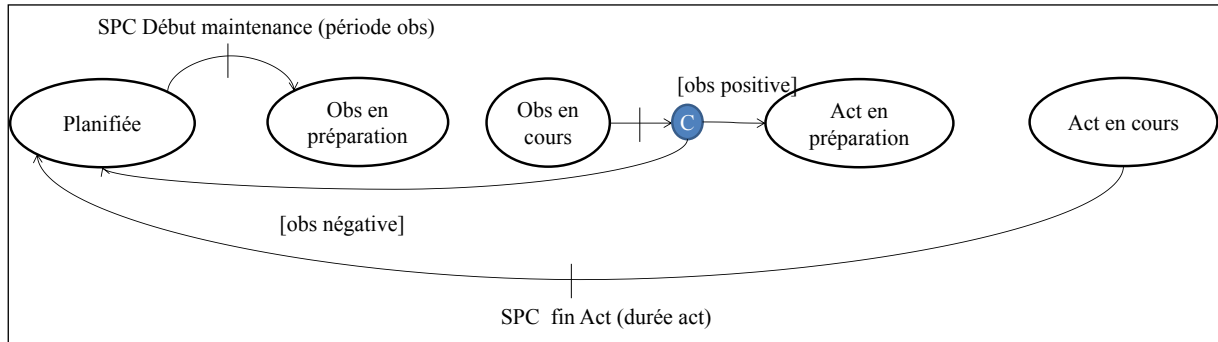 SPC Début maintenance (période obs)
[obs positive]
Planifiée
Obs en
préparation
Obs en
cours
C
Act en
préparation
Act en cours
[obs négative]
SPC fin Act (durée act)